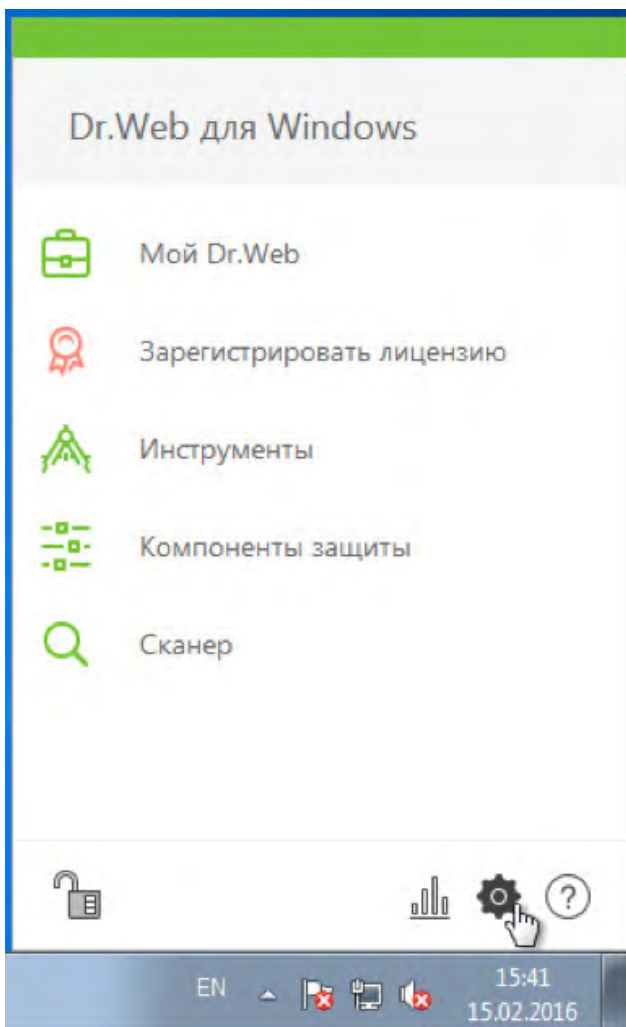 Dr.Web для Windows
Мой Dr.Web
Зарегистрировать лицензию
Инструменты
Компоненты защиты
Сканер
?
EN
15:41
15.02.2016